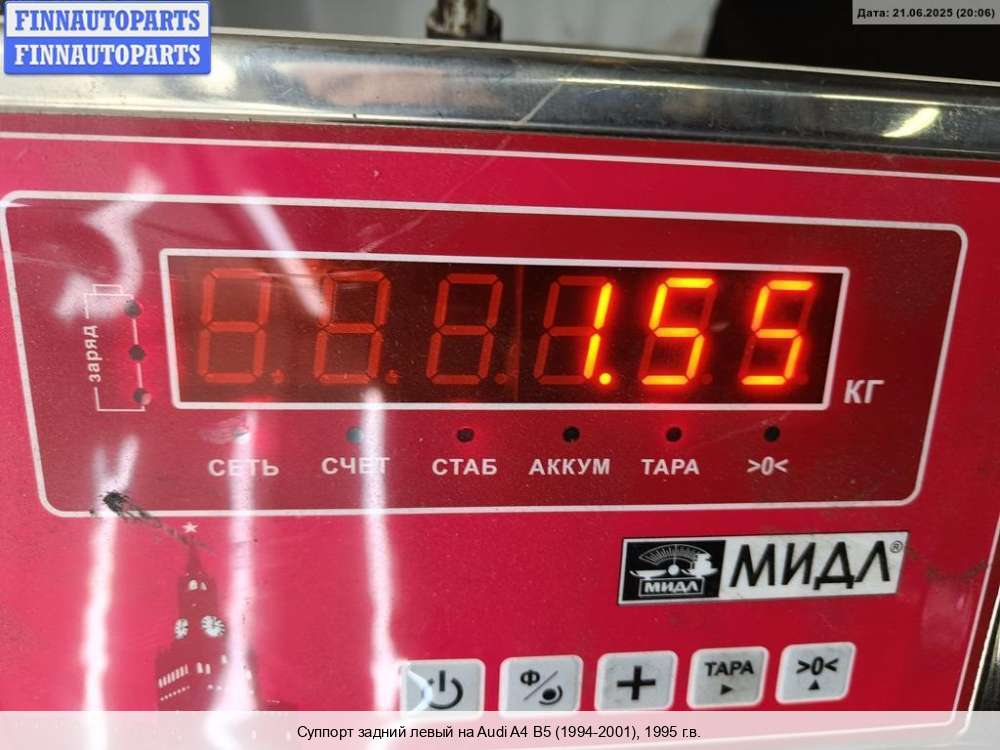 FINNAUTOPARTS
FINNAUTOPARTS
Дата: 21.06.2025 (20:06)
заряд
1.55
КГ
СЕТЬ СЧЕТ СТАБ АККУМ ТАРА >0<
МИДЛ
МИДЛ®
Ф
+
ТАРА
>0<
Суппорт задний левый на Audi A4 B5 (1994-2001), 1995 г.в.